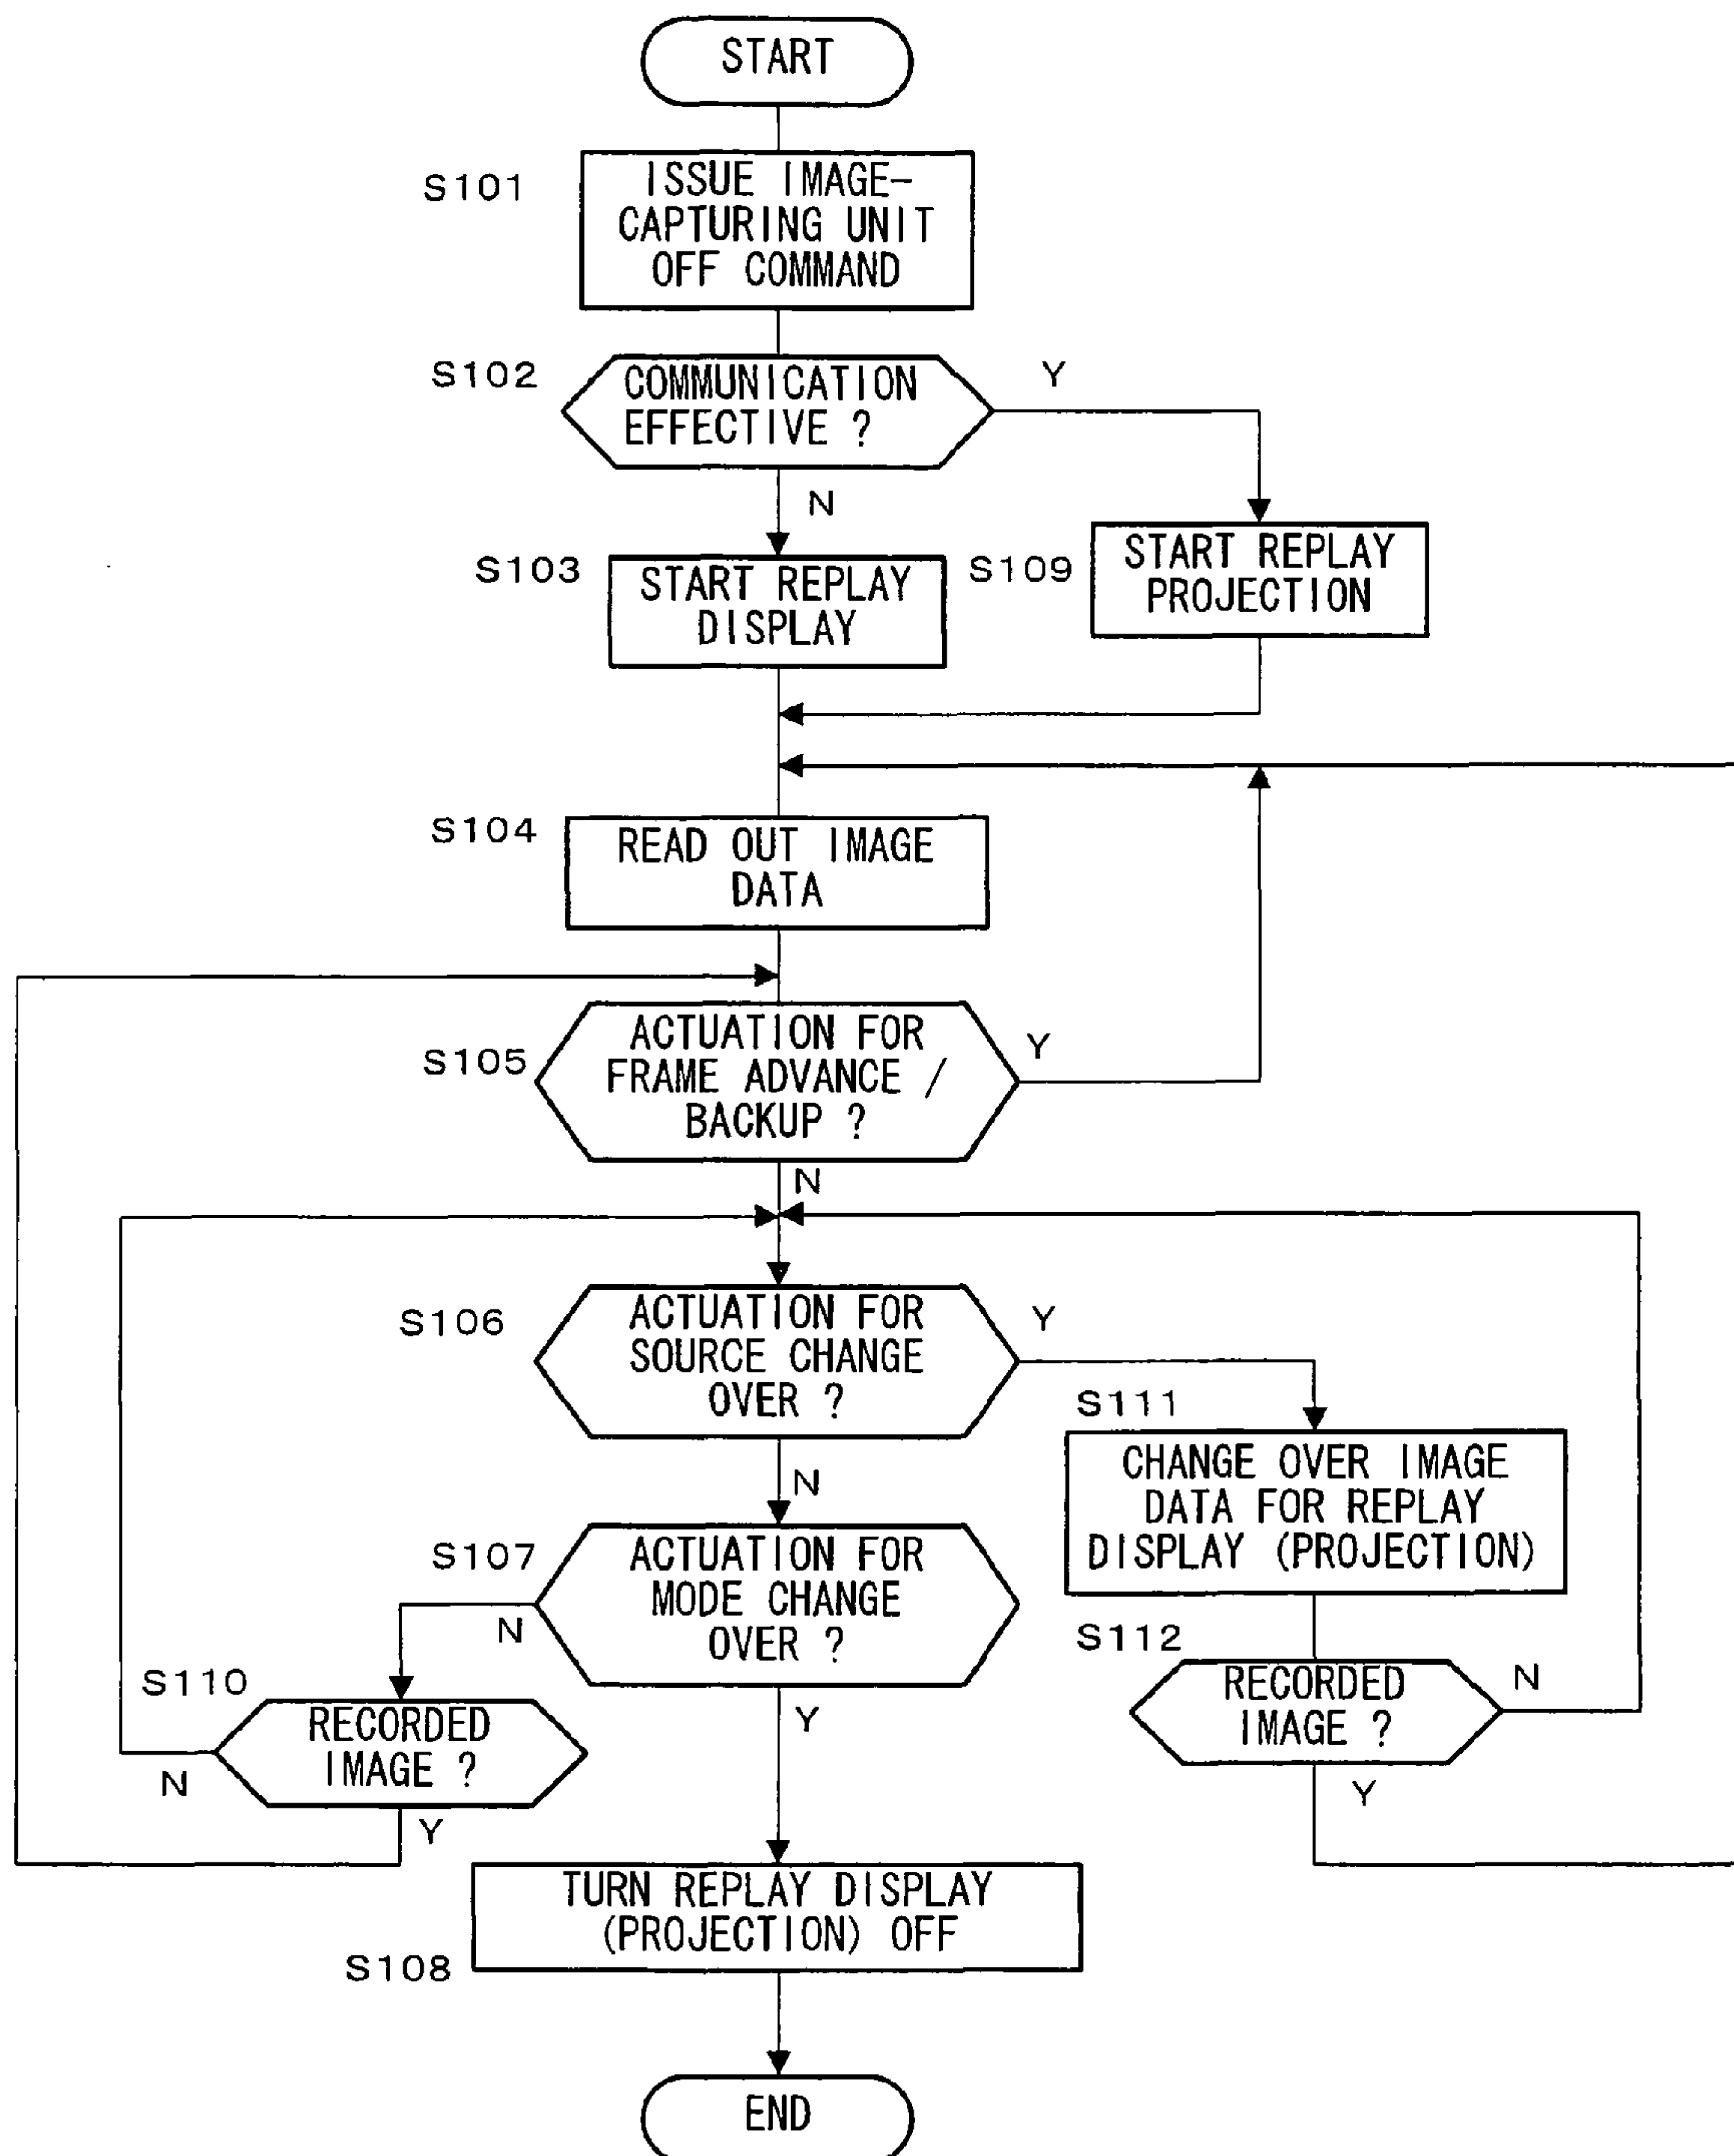 START
S101
ISSUE IMAGE-
CAPTURING UNIT
OFF COMMAND
S102
COMMUNICATION
EFFECTIVE ?
Y
N
S103
START REPLAY
DISPLAY
S109
START REPLAY
PROJECTION
S104
READ OUT IMAGE
DATA
S105
ACTUATION FOR
FRAME ADVANCE /
BACKUP ?
Y
N
S106
ACTUATION FOR
SOURCE CHANGE
OVER ?
Y
N
S111
CHANGE OVER IMAGE
DATA FOR REPLAY
DISPLAY (PROJECTION)
S107
ACTUATION FOR
MODE CHANGE
OVER ?
N
Y
S112
RECORDED
IMAGE ?
N
Y
S110
RECORDED
IMAGE ?
N
Y
TURN REPLAY DISPLAY
(PROJECTION) OFF
S108
END